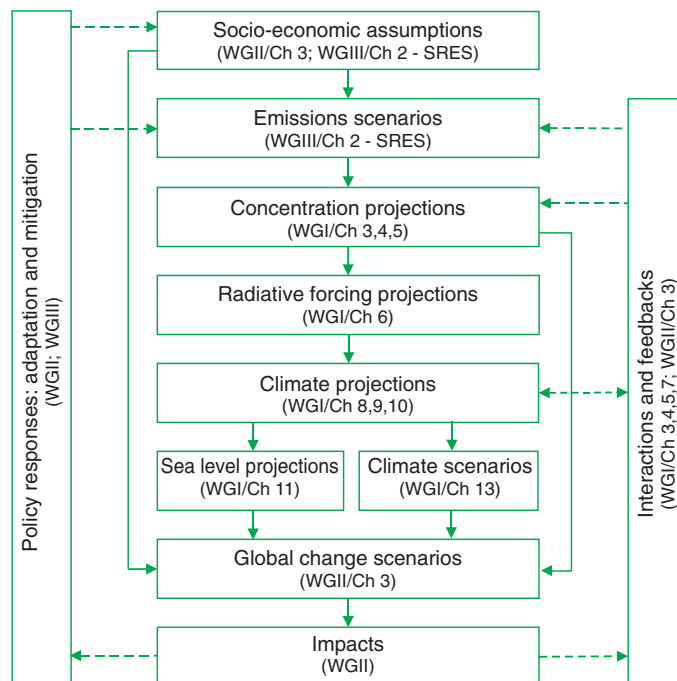 Socio-economic assumptions
(WGII/Ch 3; WGIII/Ch 2 - SRES)
Emissions scenarios
(WGIII/Ch 2 - SRES)
Concentration projections
(WGI/Ch 3,4,5)
Radiative forcing projections
(WGI/Ch 6)
Climate projections
(WGI/Ch 8,9,10)
Sea level projections
(WGI/Ch 11)
Climate scenarios
(WGI/Ch 13)
Global change scenarios
(WGII/Ch 3)
Impacts
(WGII)
Policy responses: adaptation and mitigation
(WGII; WGIII)
Interactions and feedbacks
(WGI/Ch 3,4,5,7; WGII/Ch 3)